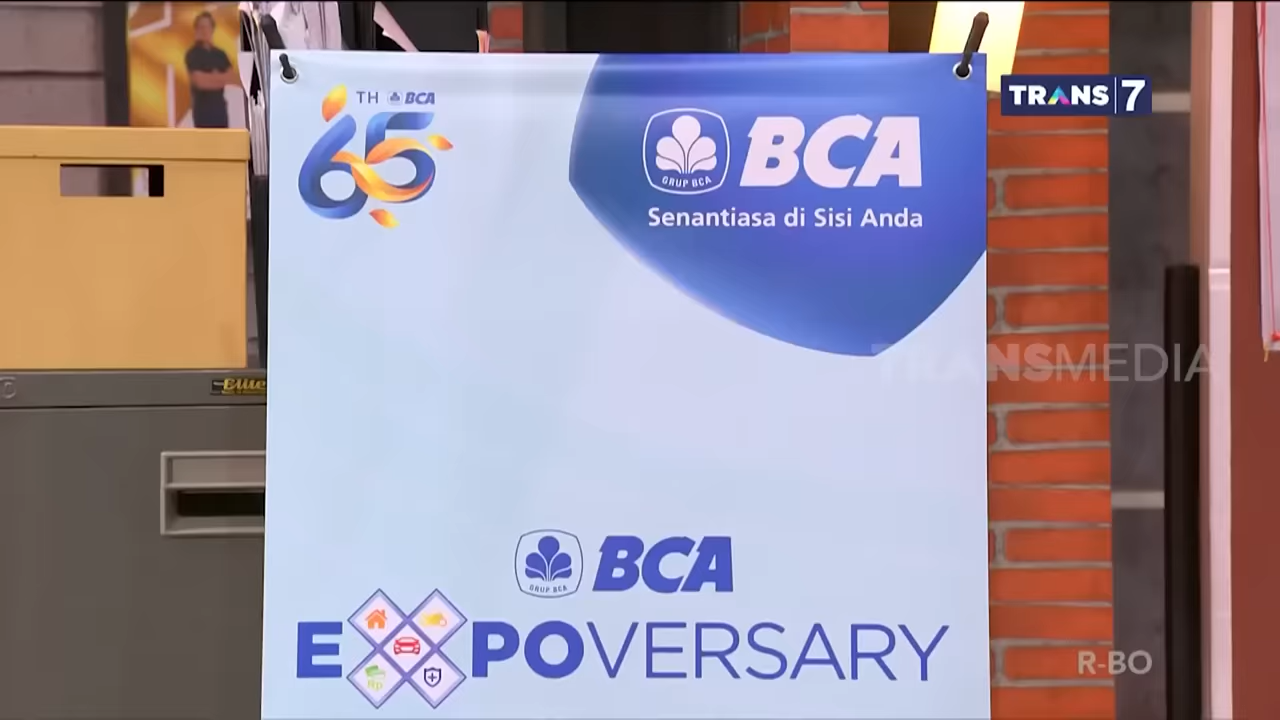 65 TH BCA
GRUP BCA
BCA
Senantiasa di Sisi Anda
TRANS 7
TRANSMEDIA
Elite
GRUP BCA
BCA
EXPOVERSARY
Rp
R-BO